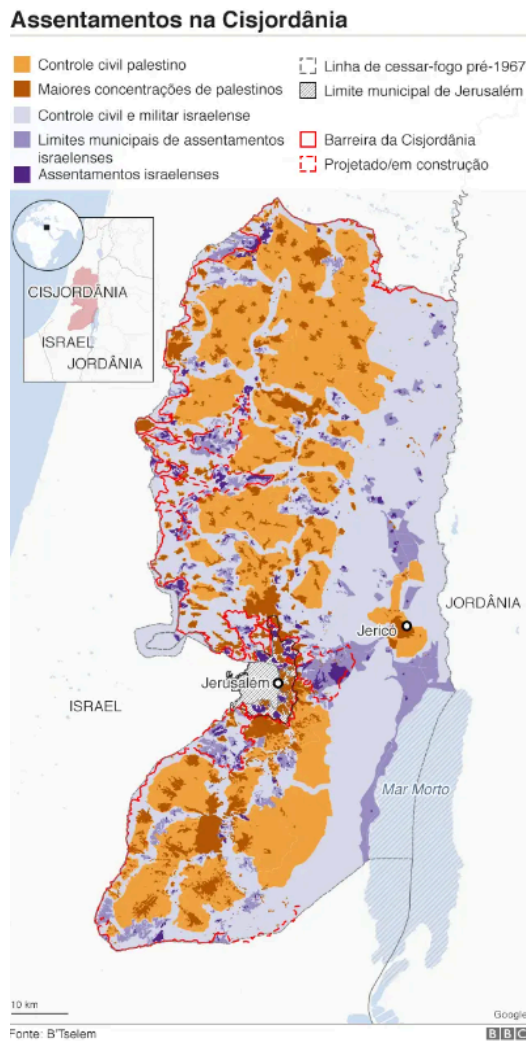 Assentamentos na Cisjordânia
Controle civil palestino
Maiores concentrações de palestinos
Controle civil e militar israelense
Limites municipais de assentamentos
israelenses
Assentamentos israelenses
Linha de cessar-fogo pré-1967
Limite municipal de Jerusalém
Barreira da Cisjordânia
Projetado/em construção
CISJORDÂNIA
ISRAEL
JORDÂNIA
JORDÂNIA
Jericó
Jerusalém
ISRAEL
Mar Morto
10 km
Google
Fonte: B'Tselem
BBC